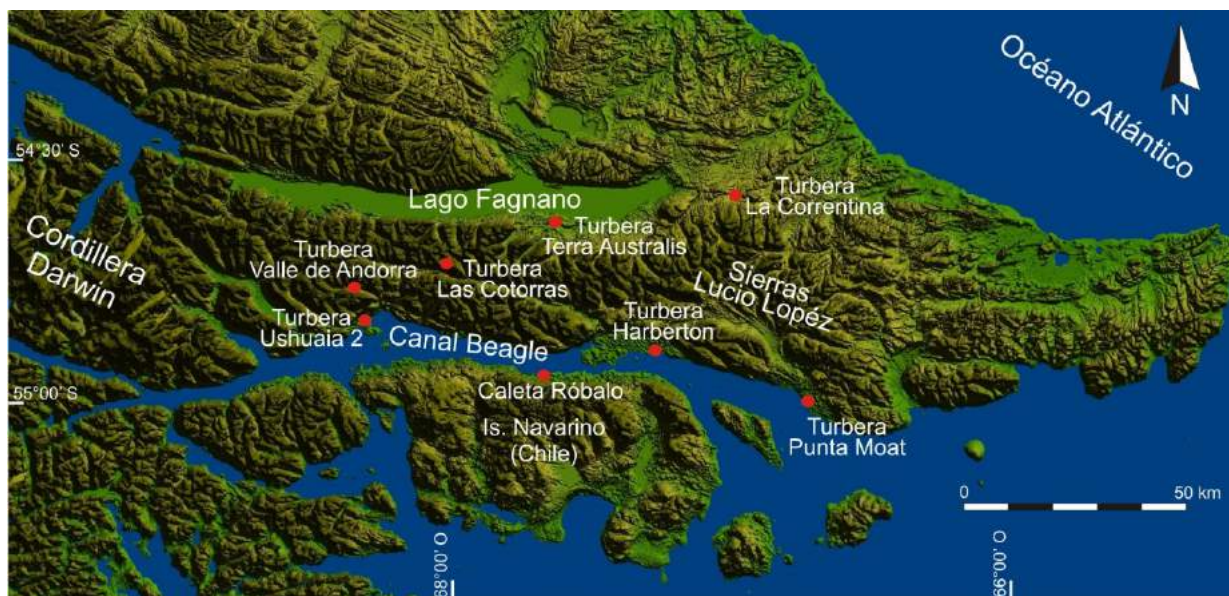 Océano Atlántico
N
54°30' S
Lago Fagnano
Turbera
La Correntina
Turbera
Terra Australis
Cordillera
Darwin
Turbera
Valle de Andorra
Turbera
Las Cotorras
Sierras
Lucio Lopéz
Turbera
Ushuaia 2
Turbera
Harberton
Canal Beagle
55°00' S
Caleta Róbalo
Is. Navarino
(Chile)
Turbera
Punta Moat
0 50 km
68°00' O
66°00' O